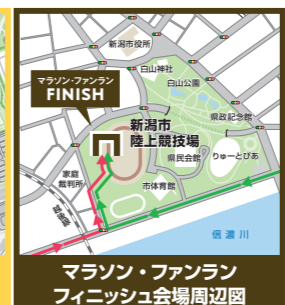 新潟市役所
白山神社
白山公園
マラソン・ファンラン
FINISH
県政記念館
新潟市
陸上競技場
県民会館
りゅーとぴあ
家庭
裁判所
市体育館
越後線
信濃川
マラソン・ファンラン
フィニッシュ会場周辺図